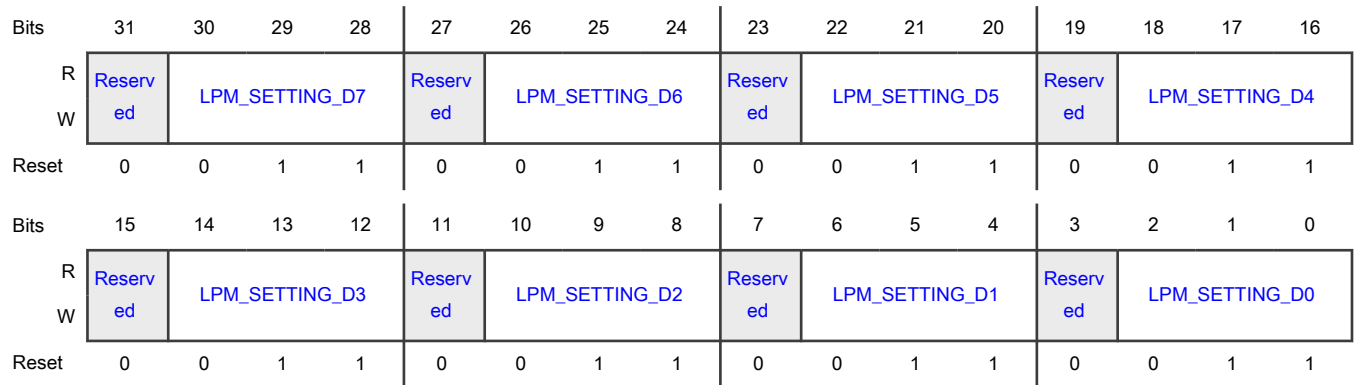 Bits 31 30 29 28 27 26 25 24 23 22 21 20 19 18 17 16
R Reserv LPM_SETTING_D7 Reserv LPM_SETTING_D6 Reserv LPM_SETTING_D5 Reserv LPM_SETTING_D4
W ed ed ed ed
Reset 0 0 1 1 0 0 1 1 0 0 1 1 0 0 1 1
Bits 15 14 13 12 11 10 9 8 7 6 5 4 3 2 1 0
R Reserv LPM_SETTING_D3 Reserv LPM_SETTING_D2 Reserv LPM_SETTING_D1 Reserv LPM_SETTING_D0
W ed ed ed ed
Reset 0 0 1 1 0 0 1 1 0 0 1 1 0 0 1 1